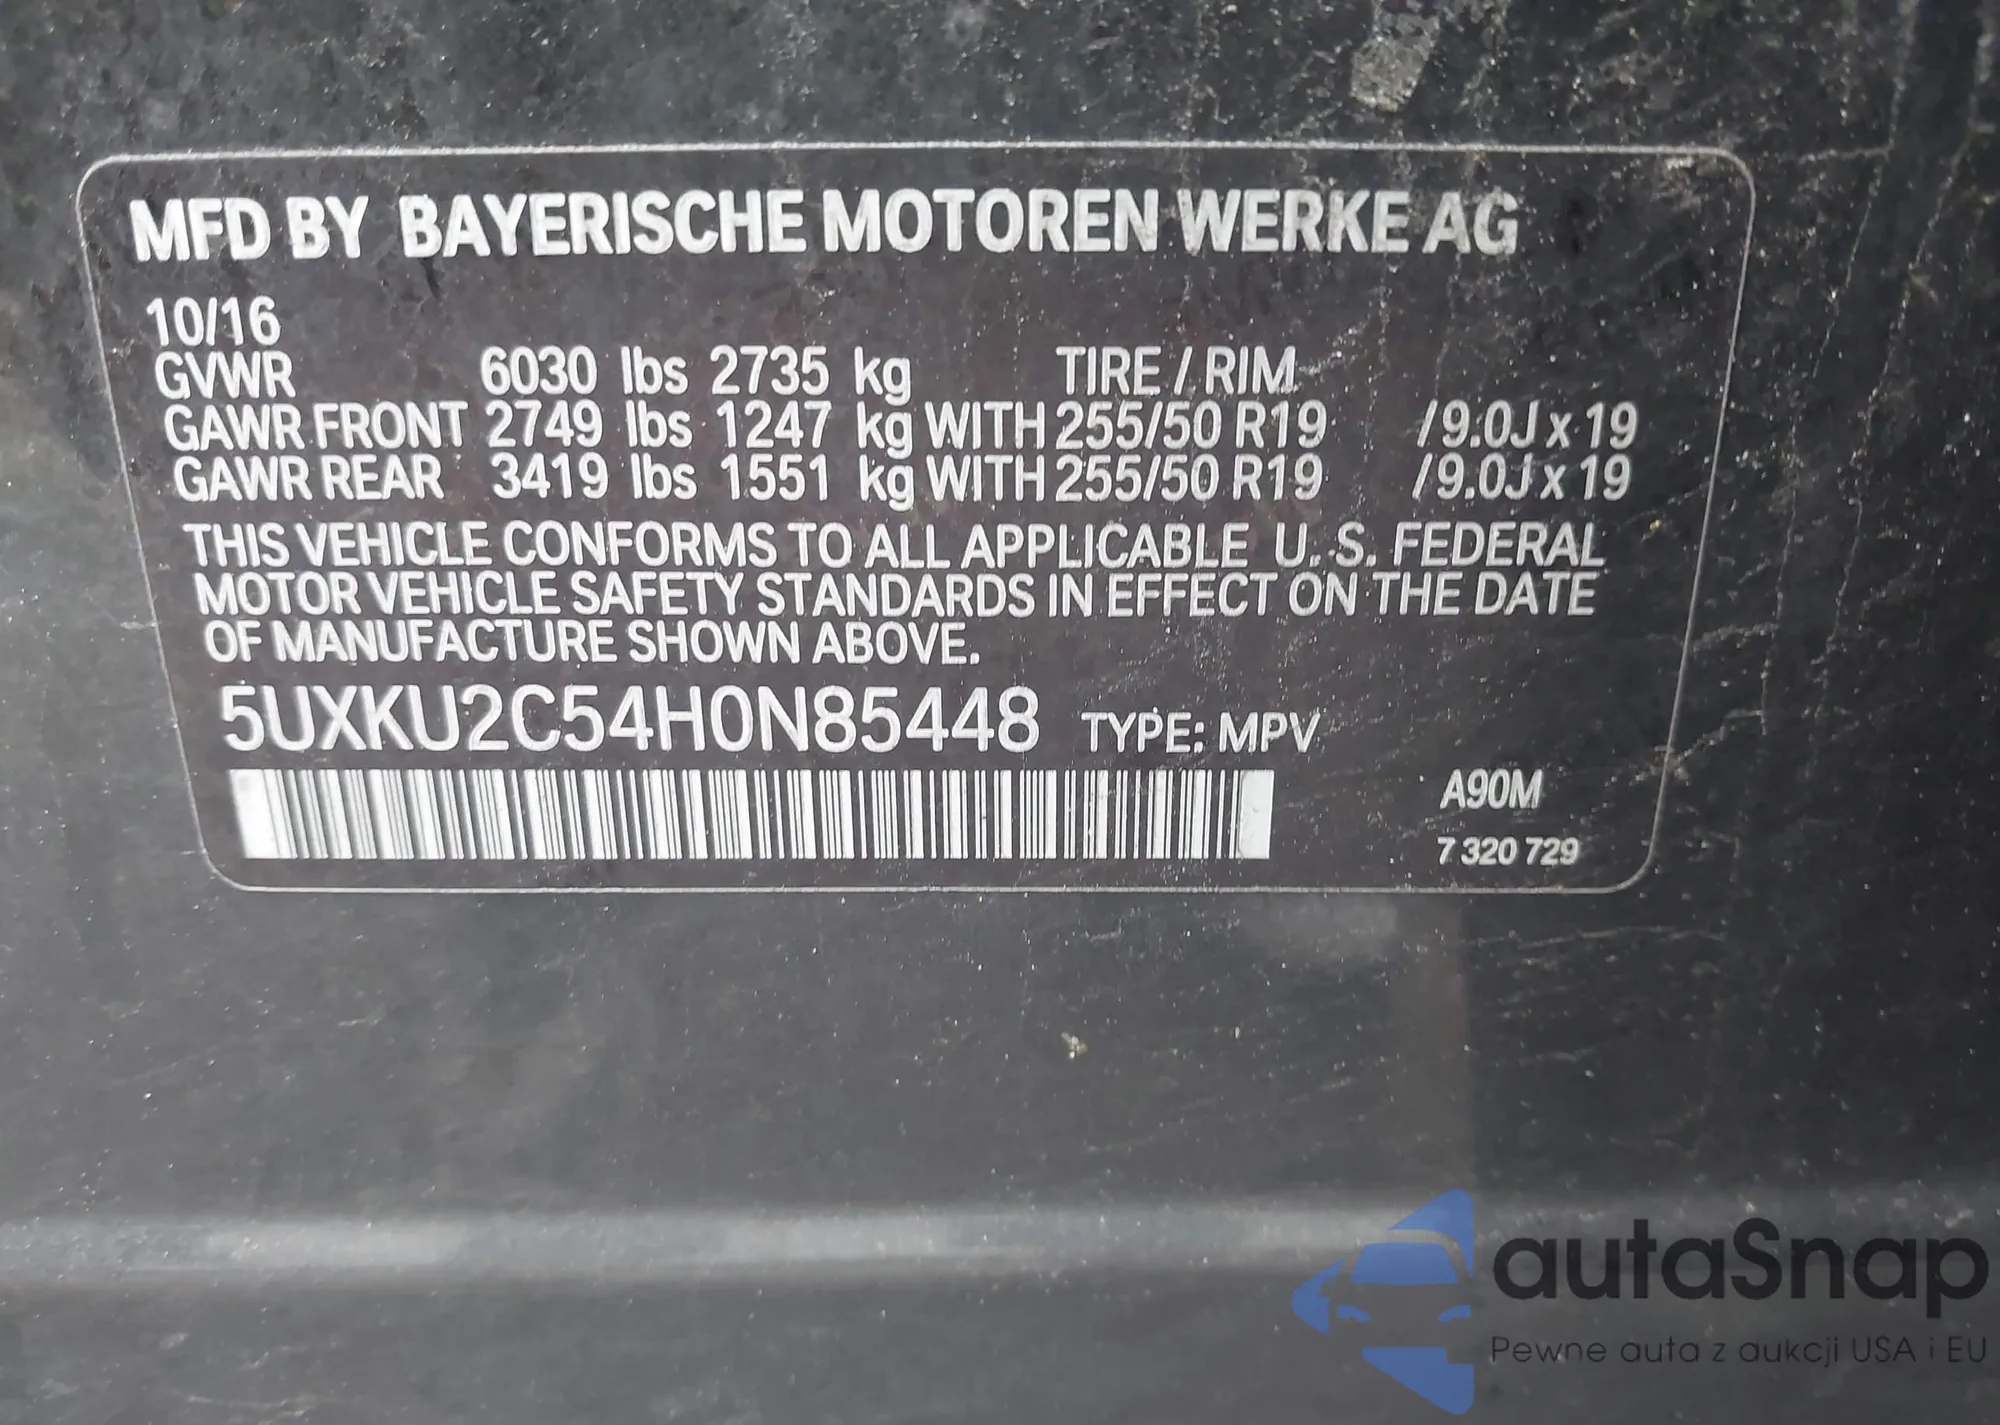 MFD BY BAYERISCHE MOTOREN WERKE AG
10/16
GVWR 6030 lbs 2735 kg TIRE / RIM
GAWR FRONT 2749 lbs 1247 kg WITH 255/50 R19 /9.0J x 19
GAWR REAR 3419 lbs 1551 kg WITH 255/50 R19 /9.0J x 19
THIS VEHICLE CONFORMS TO ALL APPLICABLE U.S. FEDERAL
MOTOR VEHICLE SAFETY STANDARDS IN EFFECT ON THE DATE
OF MANUFACTURE SHOWN ABOVE.
5UXKU2C54H0N85448 TYPE: MPV
A90M
7 320 729
autaSnap
Pewne auta z aukcji USA i EU